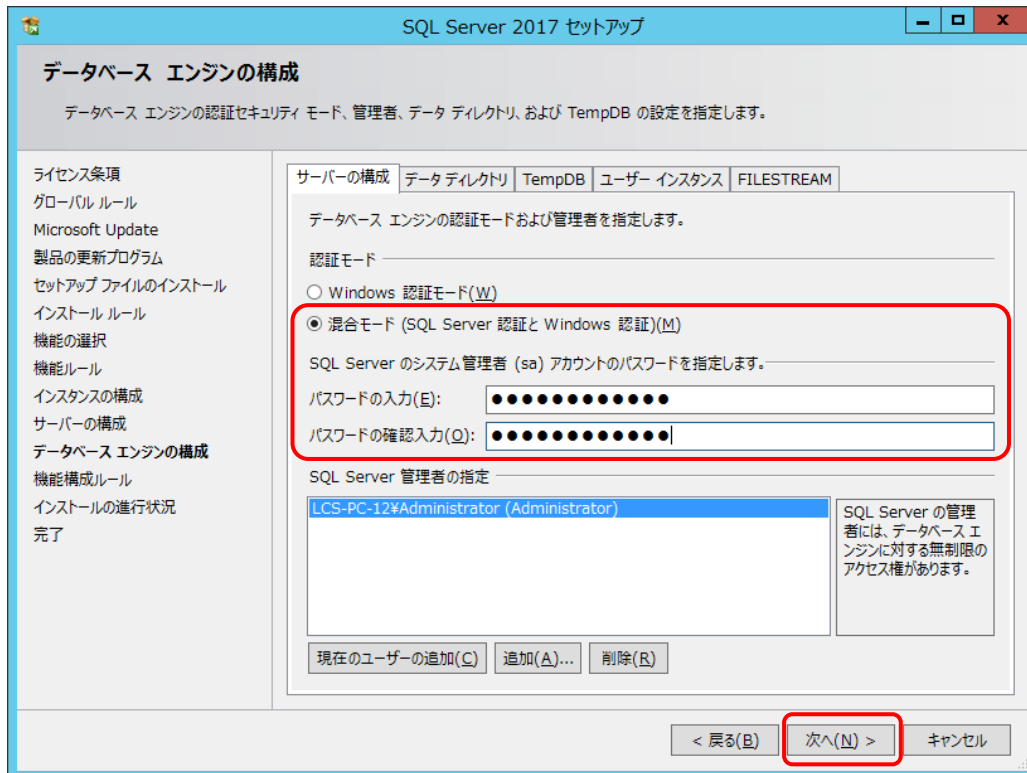 SQL Server 2017 セットアップ
データベース エンジンの構成
データベース エンジンの認証セキュリティ モード、管理者、データ ディレクトリ、および TempDB の設定を指定します。
ライセンス条項
グローバル ルール
Microsoft Update
製品の更新プログラム
セットアップ ファイルのインストール
インストール ルール
機能の選択
機能ルール
インスタンスの構成
サーバーの構成
データベース エンジンの構成
機能構成ルール
インストールの進行状況
完了
サーバーの構成 データ ディレクトリ TempDB ユーザー インスタンス FILESTREAM
データベース エンジンの認証モードおよび管理者を指定します。
認証モード
Windows 認証モード(W)
混合モード (SQL Server 認証と Windows 認証)(M)
SQL Server のシステム管理者 (sa) アカウントのパスワードを指定します。
パスワードの入力(E): ●●●●●●●●●●●●
パスワードの確認入力(O): ●●●●●●●●●●●●
SQL Server 管理者の指定
LCS-PC-12¥Administrator (Administrator)
SQL Server の管理
者には、データベース エ
ンジンに対する無制限の
アクセス権があります。
現在のユーザーの追加(C) 追加(A)... 削除(R)
< 戻る(B) 次へ(N) > キャンセル